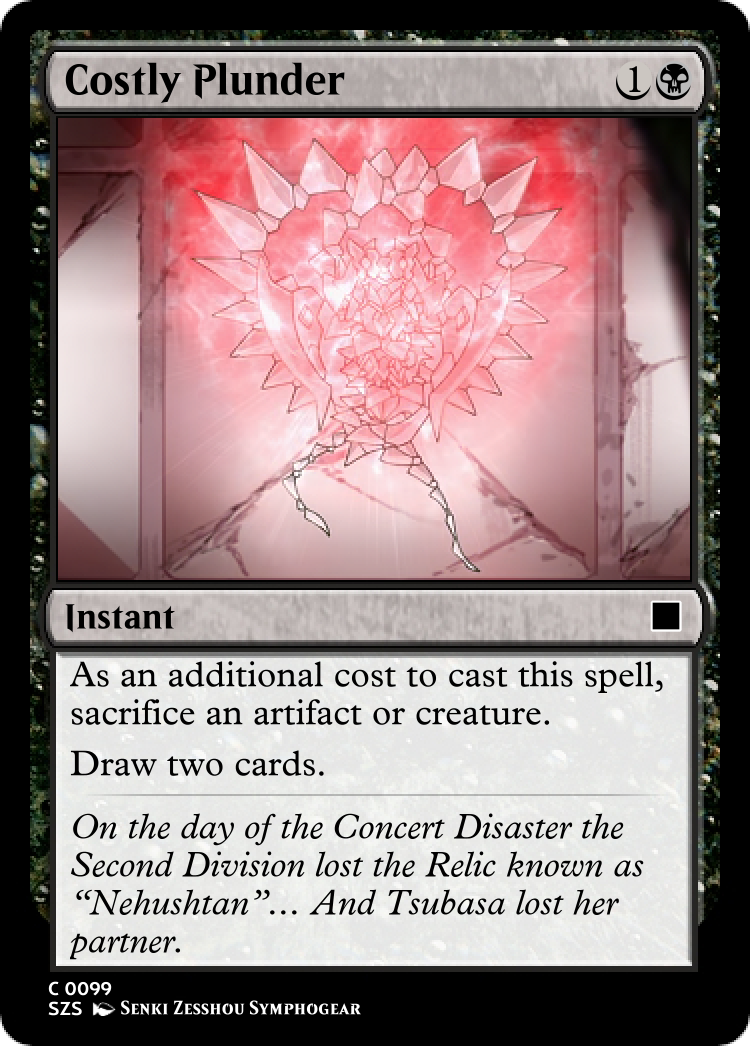 Costly Plunder 1
Instant
As an additional cost to cast this spell,
sacrifice an artifact or creature.
Draw two cards.
On the day of the Concert Disaster the
Second Division lost the Relic known as
“Nehushtan”... And Tsubasa lost her
partner.
C 0099
SZS Senki Zesshou Symphogear